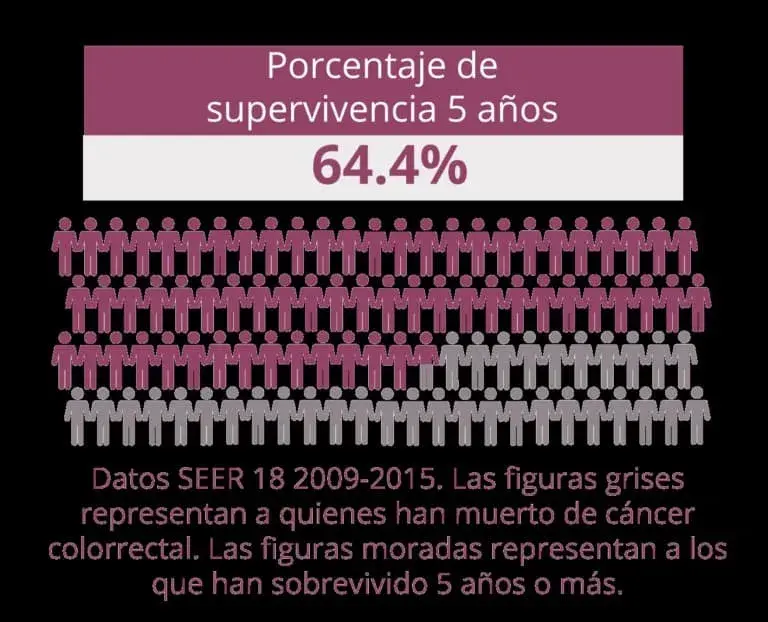 Porcentaje de
supervivencia 5 años
64.4%
Datos SEER 18 2009-2015. Las figuras grises
representan a quienes han muerto de cáncer
colorrectal. Las figuras moradas representan a los
que han sobrevivido 5 años o más.